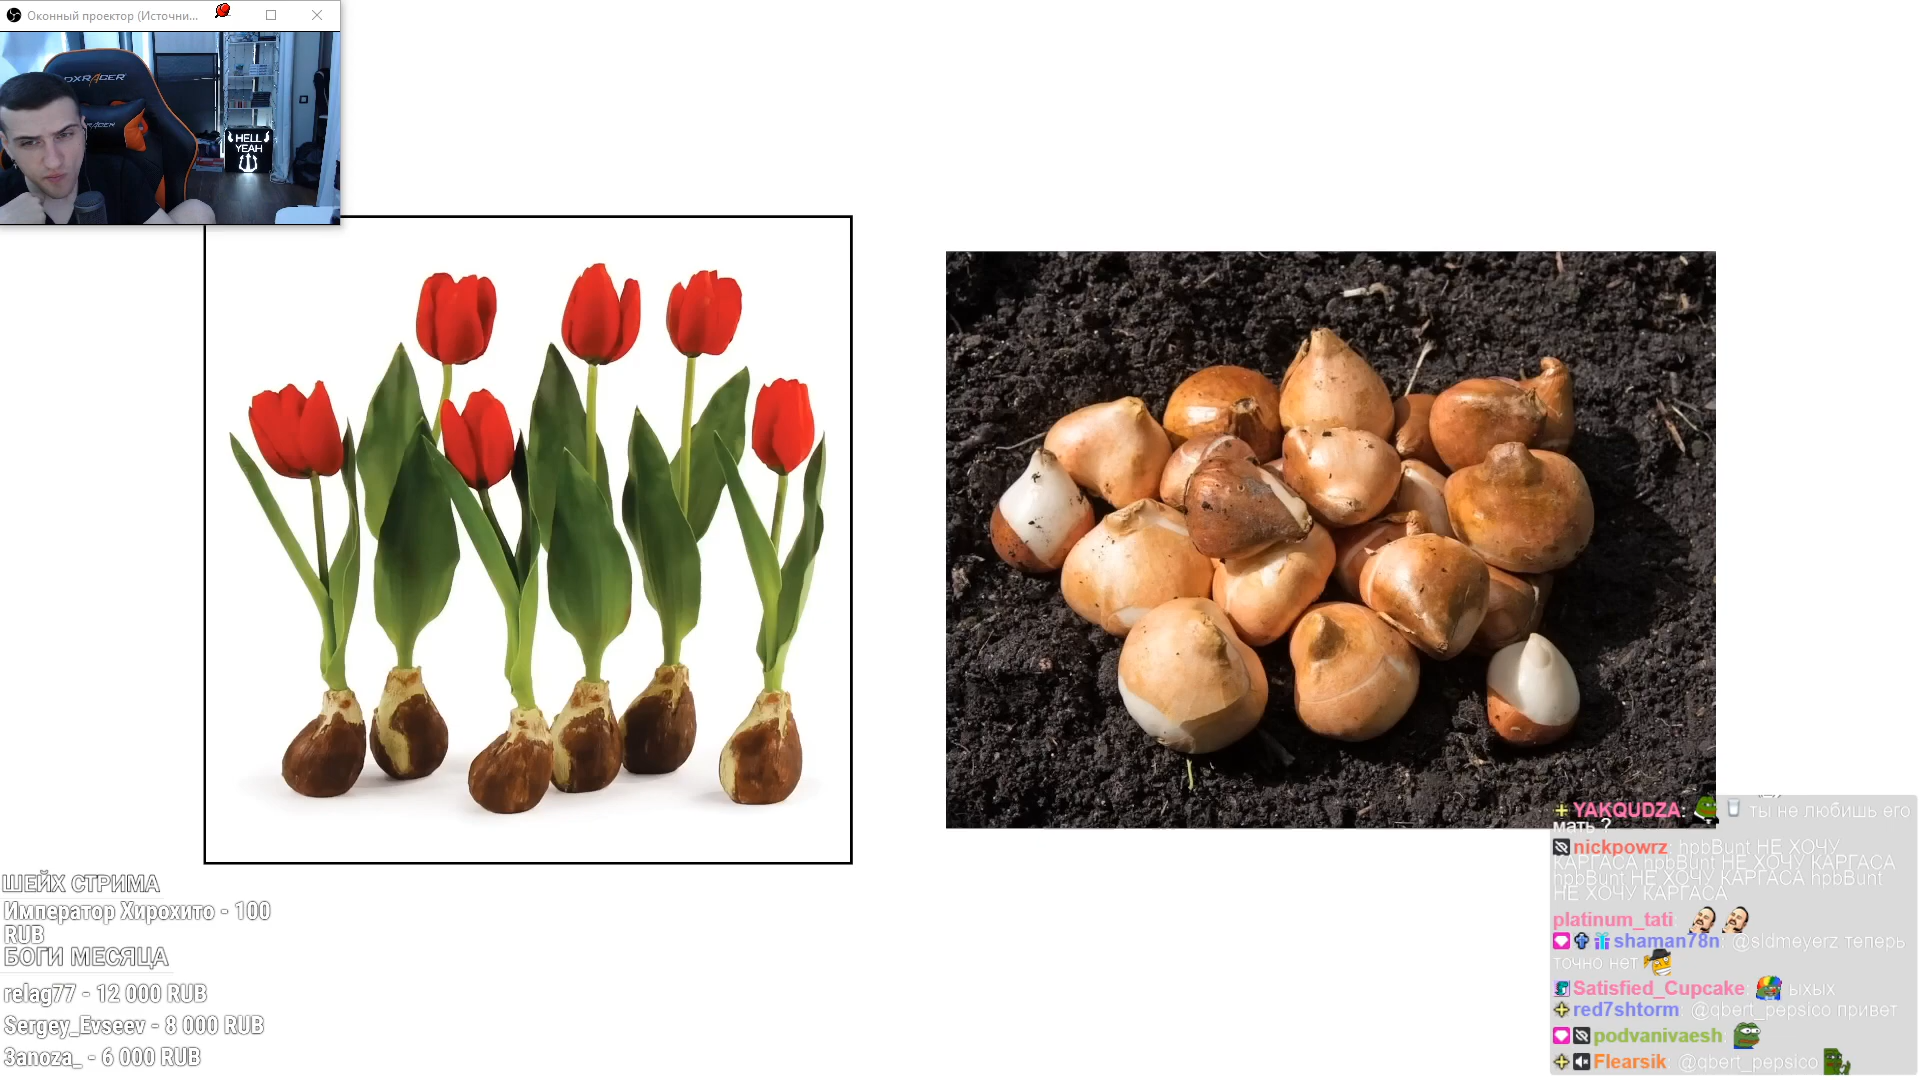 Оконный проектор (Источни...
DXRACER
HELL
YEAH
ШЕЙХ СТРИМА
Император Хирохито - 100
RUB
БОГИ МЕСЯЦА
relag77 - 12 000 RUB
Sergey_Evseev - 8 000 RUB
3anoza_ - 6 000 RUB
YAKQUDZA: ты не любишь его
мать ?
nickpowrz: hpbBunt НЕ ХОЧУ
КАРГАСА hpbBunt НЕ ХОЧУ КАРГАСА
hpbBunt НЕ ХОЧУ КАРГАСА hpbBunt
НЕ ХОЧУ КАРГАСА
platinum_tati:
shaman78n: @sldmeyerz теперь
точно нет
Satisfied_Cupcake: ыхых
red7shtorm: @qbert_pepsico привет
podvanivaesh:
Flearsik: @qbert_pepsico